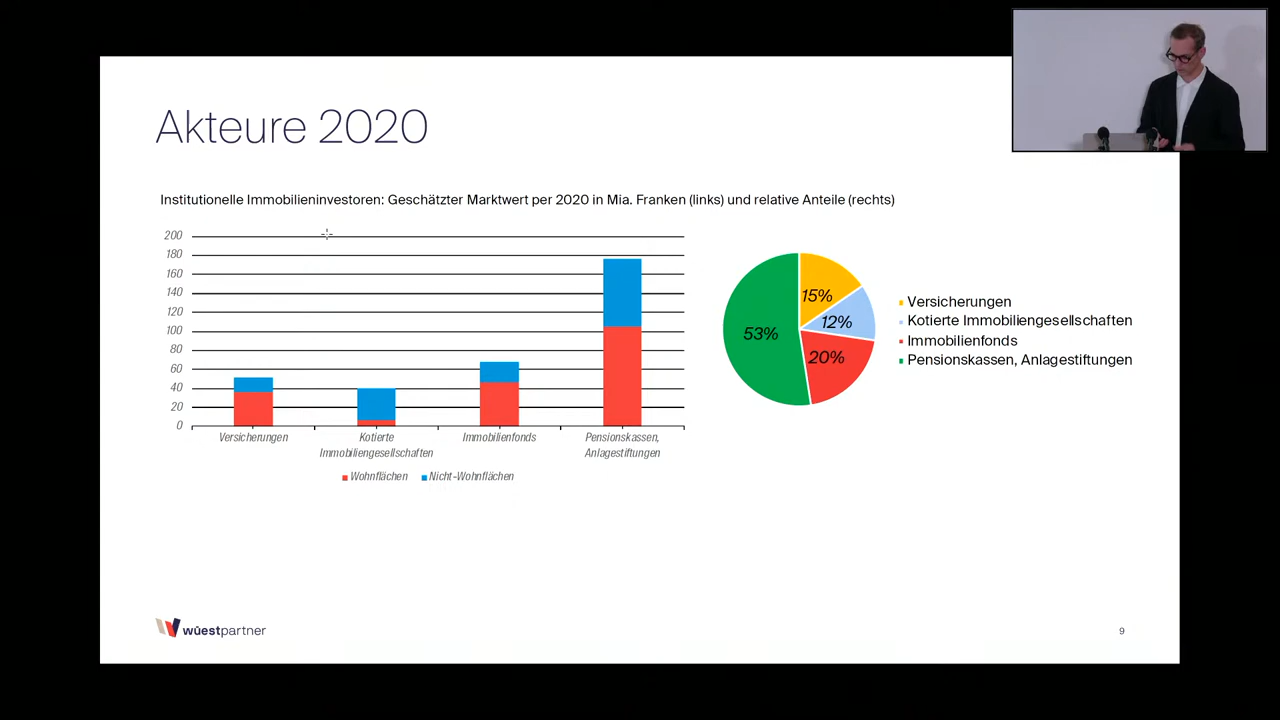 Akteure 2020
Institutionelle Immobilieninvestoren: Geschätzter Marktwert per 2020 in Mia. Franken (links) und relative Anteile (rechts)
200
180
160
140
120
100
80
60
40
20
0
Versicherungen
Kotierte
Immobiliengesellschaften
Immobilienfonds
Pensionskassen,
Anlagestiftungen
Wohnflächen Nicht-Wohnflächen
15%
12%
20%
53%
Versicherungen
Kotierte Immobiliengesellschaften
Immobilienfonds
Pensionskassen, Anlagestiftungen
wüestpartner
9